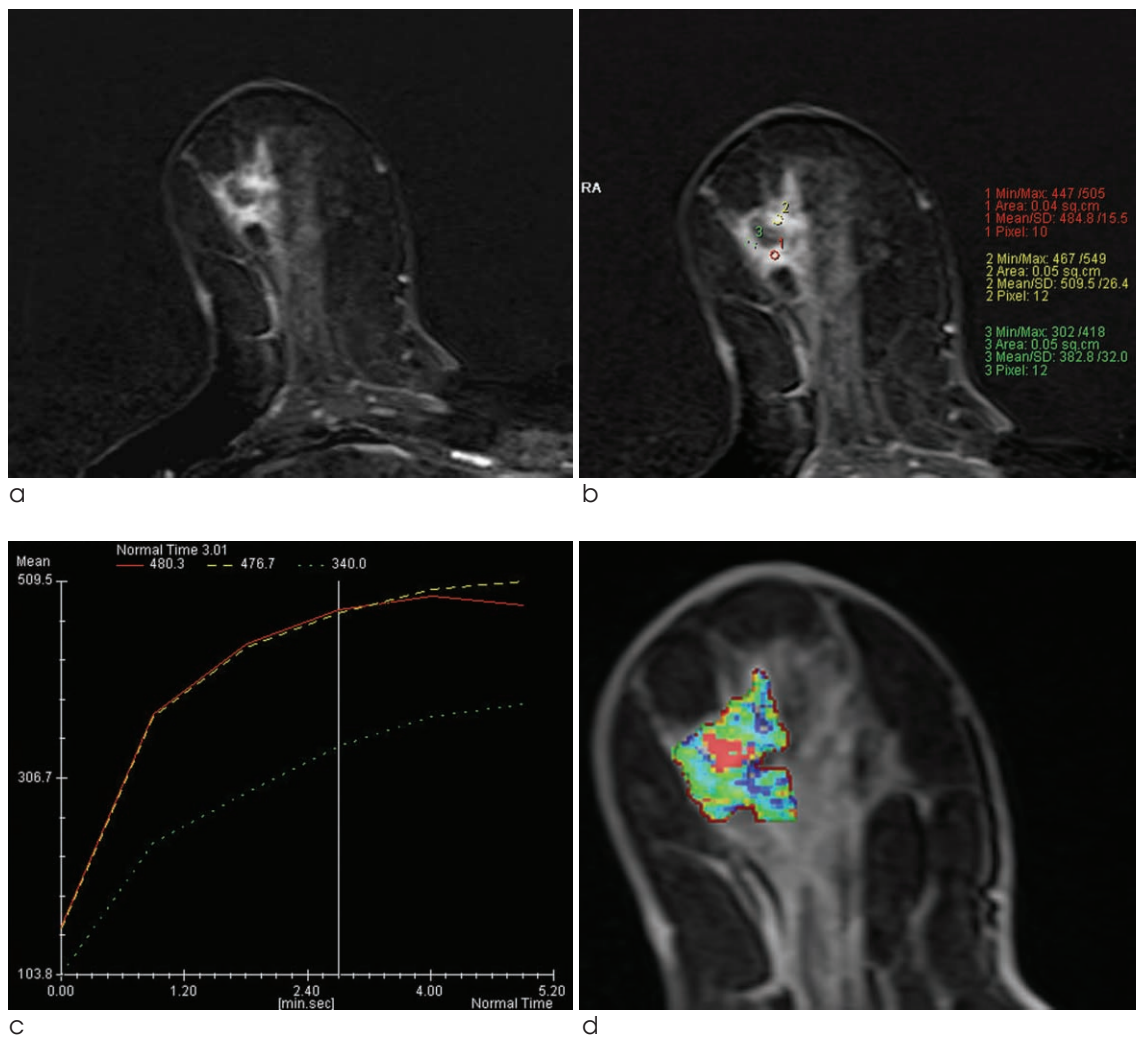 RA
2
3
1
1 Min/Max: 447 /505
1 Area: 0.04 sq.cm
1 Mean/SD: 484.8 /15.5
1 Pixel: 10
2 Min/Max: 467 /549
2 Area: 0.05 sq.cm
2 Mean/SD: 509.5 /26.4
2 Pixel: 12
3 Min/Max: 302 /418
3 Area: 0.05 sq.cm
3 Mean/SD: 382.8 /32.0
3 Pixel: 12
a
b
Normal Time 3.01
Mean
480.3
476.7
340.0
509.5
306.7
103.8
0.00
1.20
2.40
4.00
5.20
[min.sec]
Normal Time
c
d